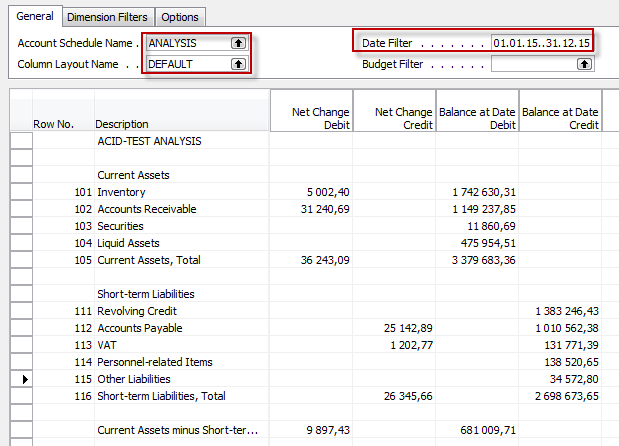 General Dimension Filters Options
Account Schedule Name . ANALYSIS Date Filter . . . . . . . 01.01.15..31.12.15
Column Layout Name . . DEFAULT Budget Filter . . . . . .
Net Change Net Change Balance at Date Balance at Date
Row No. Description Debit Credit Debit Credit
ACID-TEST ANALYSIS
Current Assets
101 Inventory 5 002,40 1 742 630,31
102 Accounts Receivable 31 240,69 1 149 237,85
103 Securities 11 860,69
104 Liquid Assets 475 954,51
105 Current Assets, Total 36 243,09 3 379 683,36
Short-term Liabilities
111 Revolving Credit 1 383 246,43
112 Accounts Payable 25 142,89 1 010 562,38
113 VAT 1 202,77 131 771,39
114 Personnel-related Items 138 520,65
115 Other Liabilities 34 572,80
116 Short-term Liabilities, Total 26 345,66 2 698 673,65
Current Assets minus Short-ter... 9 897,43 681 009,71